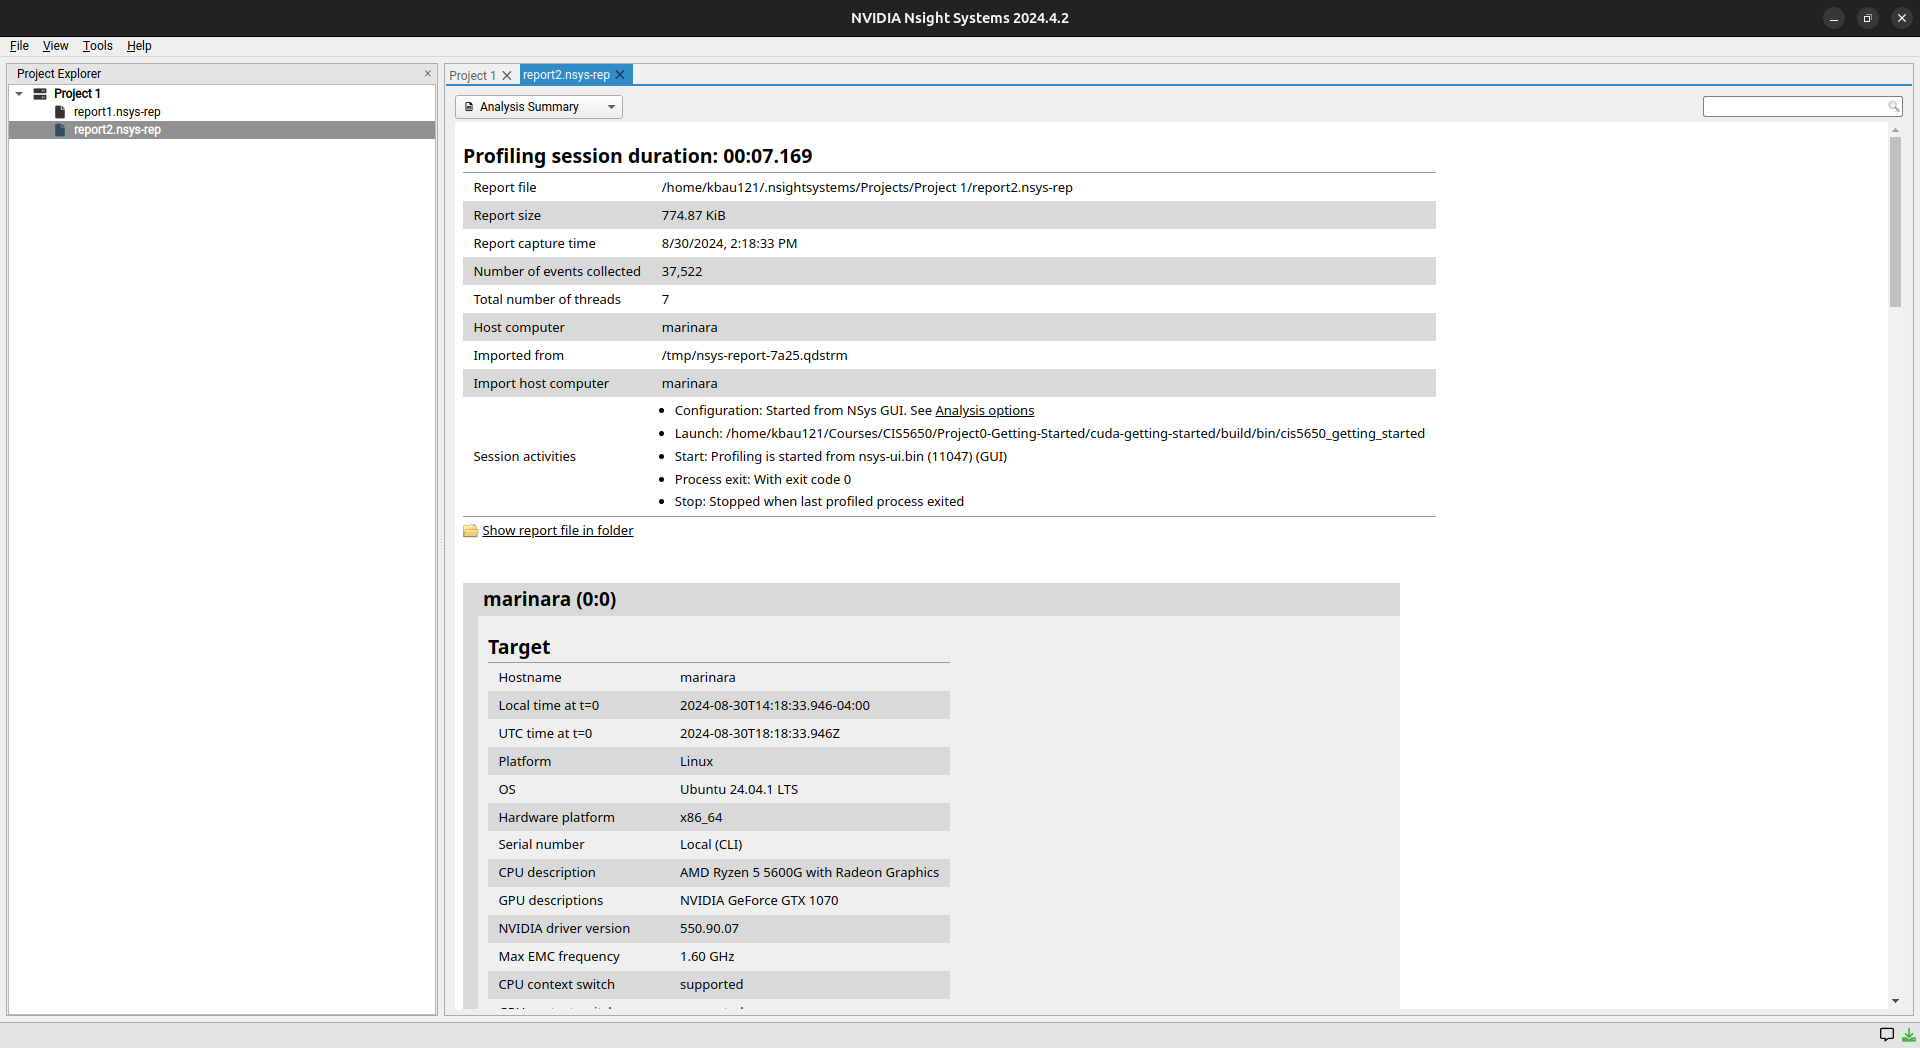 NVIDIA Nsight Systems 2024.4.2
File View Tools Help
Project Explorer
Project 1
report1.nsys-rep
report2.nsys-rep
Project 1 report2.nsys-rep
Analysis Summary
Profiling session duration: 00:07.169
Report file /home/kbau121/.nsightsystems/Projects/Project 1/report2.nsys-rep
Report size 774.87 KiB
Report capture time 8/30/2024, 2:18:33 PM
Number of events collected 37,522
Total number of threads 7
Host computer marinara
Imported from /tmp/nsys-report-7a25.qdstrm
Import host computer marinara
Session activities
• Configuration: Started from NSys GUI. See Analysis options
• Launch: /home/kbau121/Courses/CIS5650/Project0-Getting-Started/cuda-getting-started/build/bin/cis5650_getting_started
• Start: Profiling is started from nsys-ui.bin (11047) (GUI)
• Process exit: With exit code 0
• Stop: Stopped when last profiled process exited
Show report file in folder
marinara (0:0)
Target
Hostname marinara
Local time at t=0 2024-08-30T14:18:33.946-04:00
UTC time at t=0 2024-08-30T18:18:33.946Z
Platform Linux
OS Ubuntu 24.04.1 LTS
Hardware platform x86_64
Serial number Local (CLI)
CPU description AMD Ryzen 5 5600G with Radeon Graphics
GPU descriptions NVIDIA GeForce GTX 1070
NVIDIA driver version 550.90.07
Max EMC frequency 1.60 GHz
CPU context switch supported